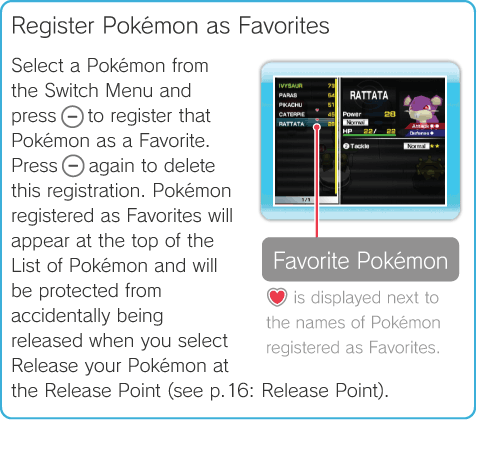 Register Pokémon as Favorites
Select a Pokémon from
the Switch Menu and
press − to register that
Pokémon as a Favorite.
Press − again to delete
this registration. Pokémon
registered as Favorites will
appear at the top of the
List of Pokémon and will
be protected from
accidentally being
released when you select
Release your Pokémon at
the Release Point (see p.16: Release Point).
IVYSAUR 73
PARAS 64
PIKACHU 51
CATERPIE 45
RATTATA 28
1/1
RATTATA
Power 28
Normal
HP 22/ 22
Attack
Defense
Tackle Normal ★★
Favorite Pokémon
♥ is displayed next to
the names of Pokémon
registered as Favorites.